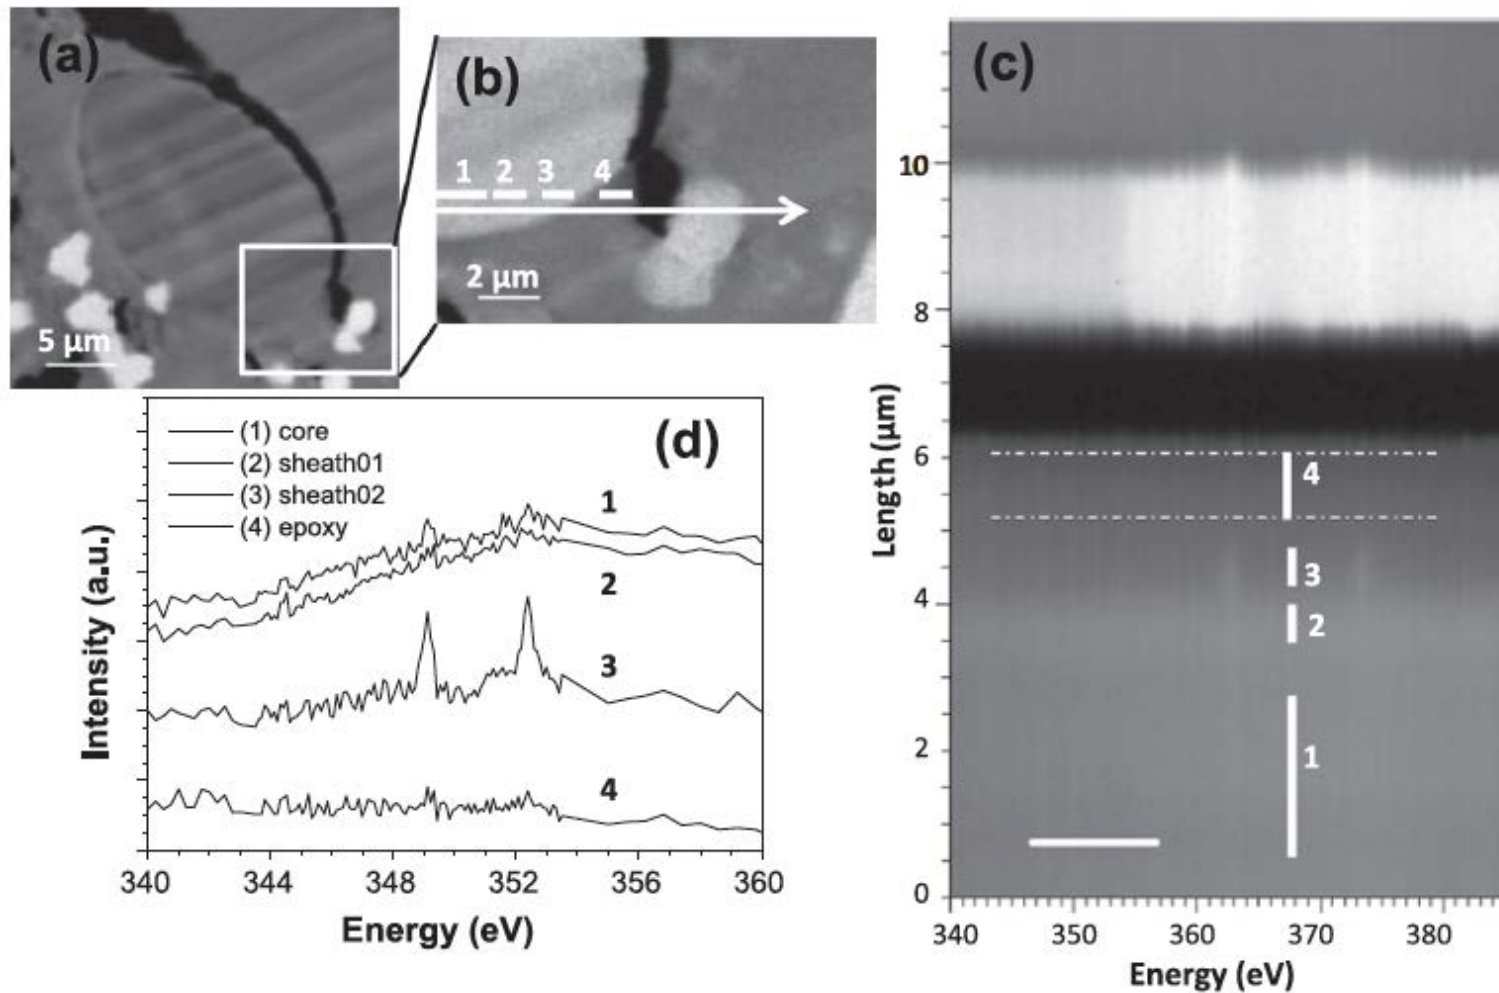 (a)
5 µm
(b)
1 2 3 4
2 µm
(c)
10
8
6
4
2
0
Length (µm)
4
3
2
1
340 350 360 370 380
Energy (eV)
(d)
(1) core
(2) sheath01
(3) sheath02
(4) epoxy
1
2
3
4
Intensity (a.u.)
340 344 348 352 356 360
Energy (eV)